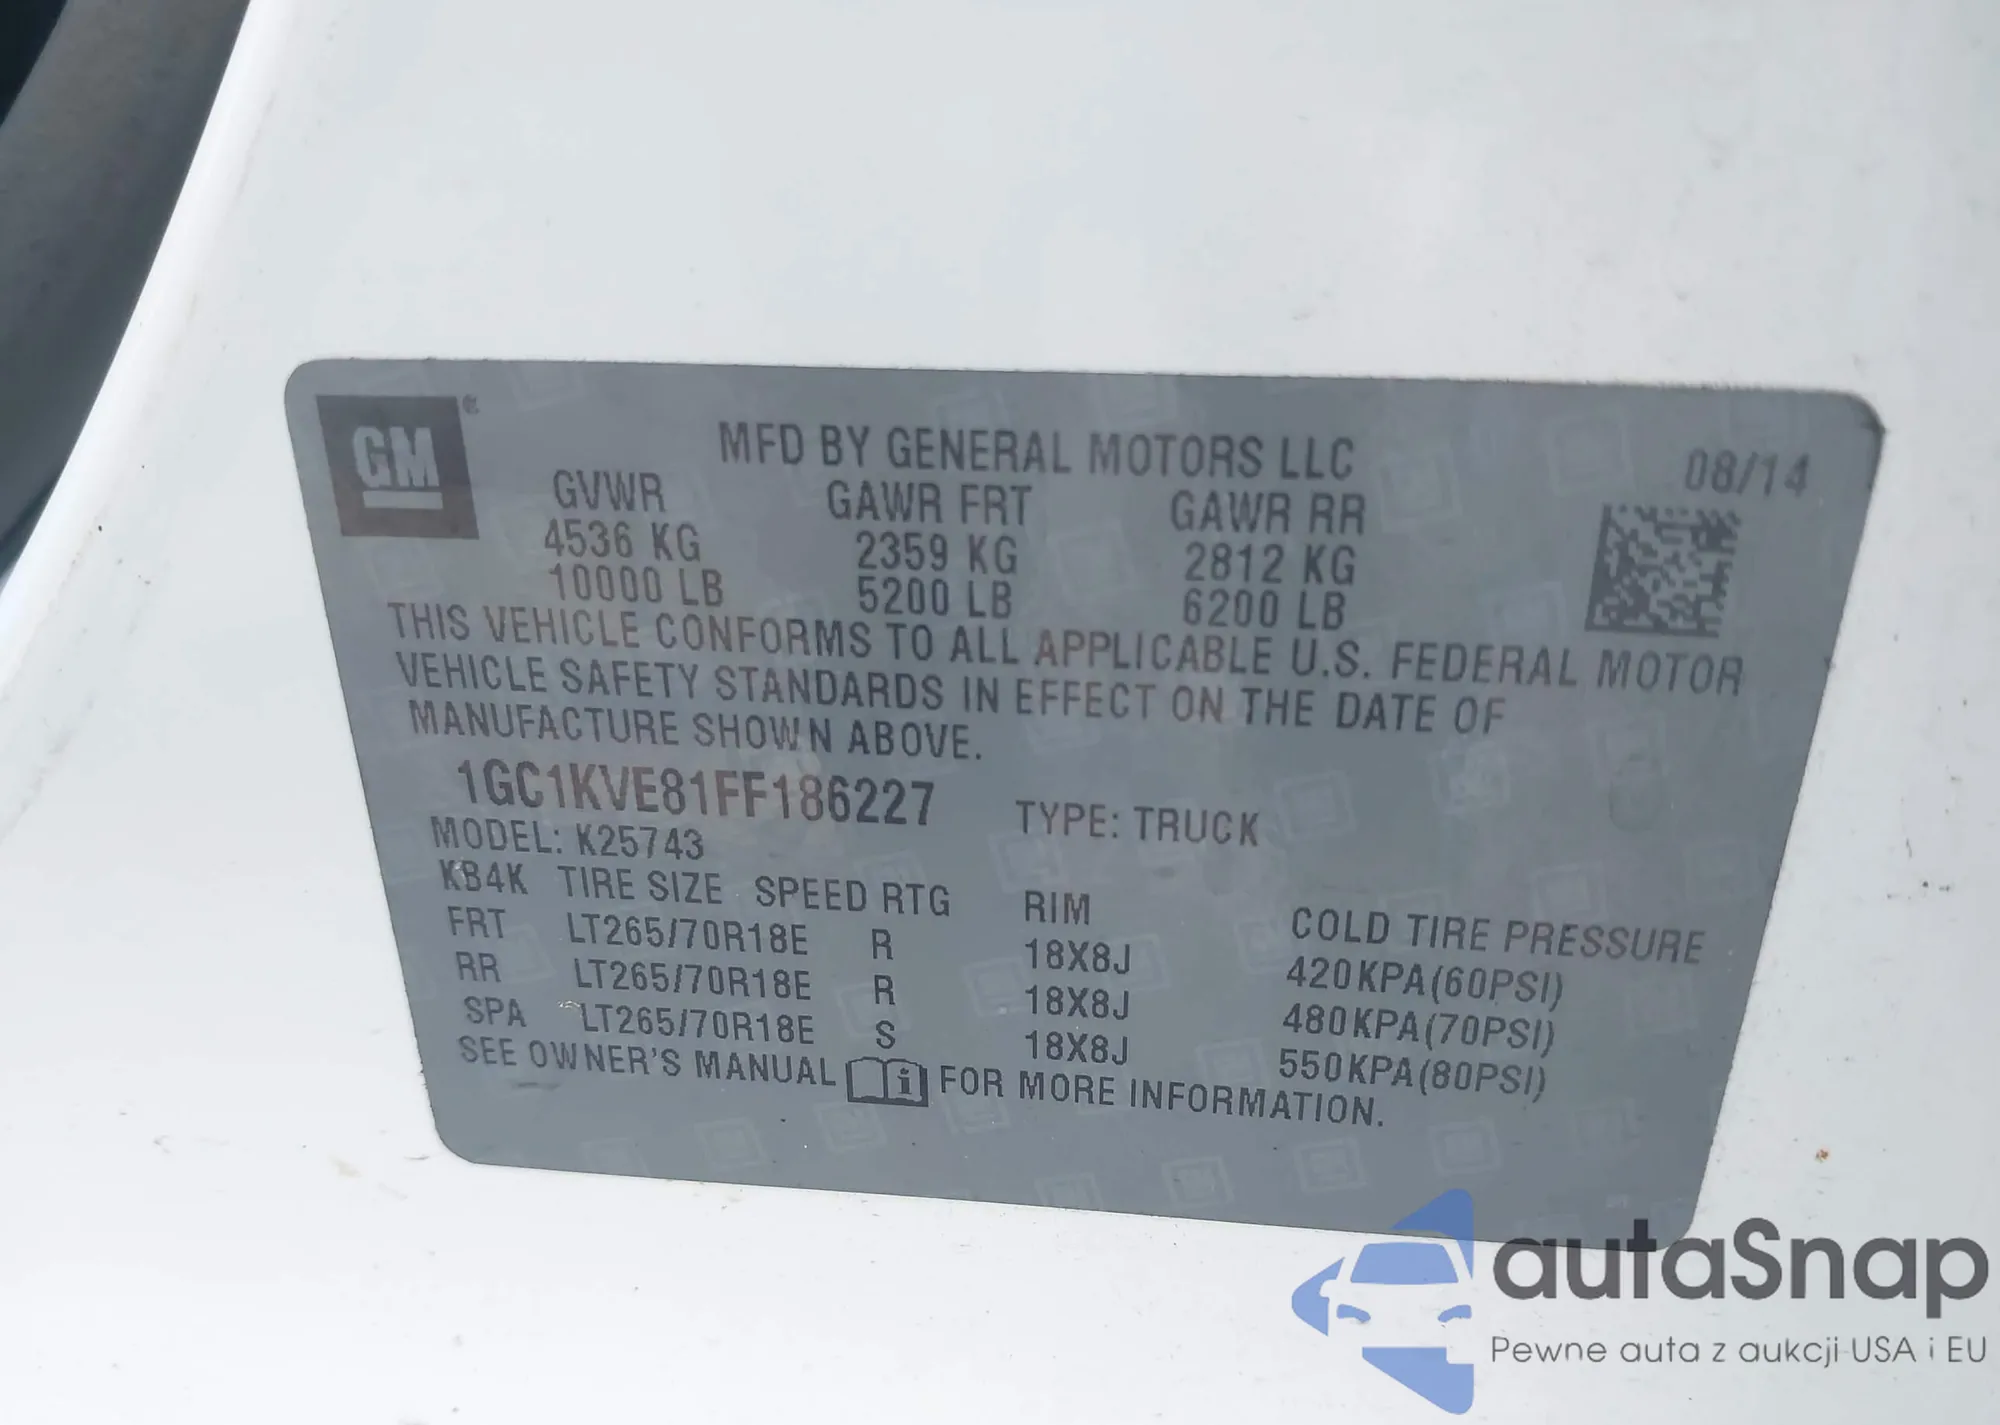 GM
MFD BY GENERAL MOTORS LLC
08/14
GVWR GAWR FRT GAWR RR
4536 KG 2359 KG 2812 KG
10000 LB 5200 LB 6200 LB
THIS VEHICLE CONFORMS TO ALL APPLICABLE U.S. FEDERAL MOTOR
VEHICLE SAFETY STANDARDS IN EFFECT ON THE DATE OF
MANUFACTURE SHOWN ABOVE.
1GC1KVE81FF186227 TYPE: TRUCK
MODEL: K25743
KB4K TIRE SIZE SPEED RTG RIM COLD TIRE PRESSURE
FRT LT265/70R18E R 18X8J 420KPA(60PSI)
RR LT265/70R18E R 18X8J 480KPA(70PSI)
SPA LT265/70R18E S 18X8J 550KPA(80PSI)
SEE OWNER'S MANUAL i FOR MORE INFORMATION.
autaSnap
Pewne auta z aukcji USA i EU